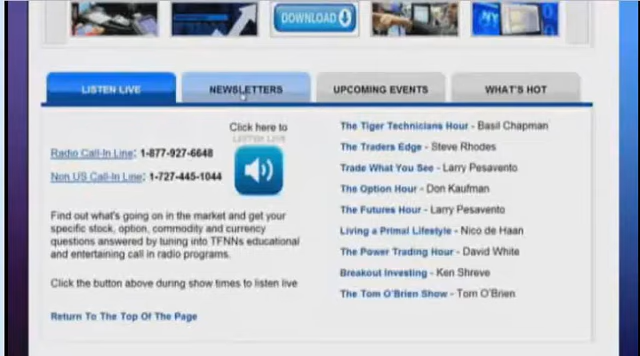 DOWNLOAD
NY
LISTEN LIVE
NEWSLETTERS
UPCOMING EVENTS
WHAT'S HOT
Click here to
LISTEN LIVE
Radio Call-In Line: 1-877-927-6648
Non US Call-In Line: 1-727-445-1044
Find out what's going on in the market and get your
specific stock, option, commodity and currency
questions answered by tuning into TFNNs educational
and entertaining call in radio programs.
Click the button above during show times to listen live
Return To The Top Of The Page
The Tiger Technicians Hour - Basil Chapman
The Traders Edge - Steve Rhodes
Trade What You See - Larry Pesavento
The Option Hour - Don Kaufman
The Futures Hour - Larry Pesavento
Living a Primal Lifestyle - Nico de Haan
The Power Trading Hour - David White
Breakout Investing - Ken Shreve
The Tom O'Brien Show - Tom O'Brien